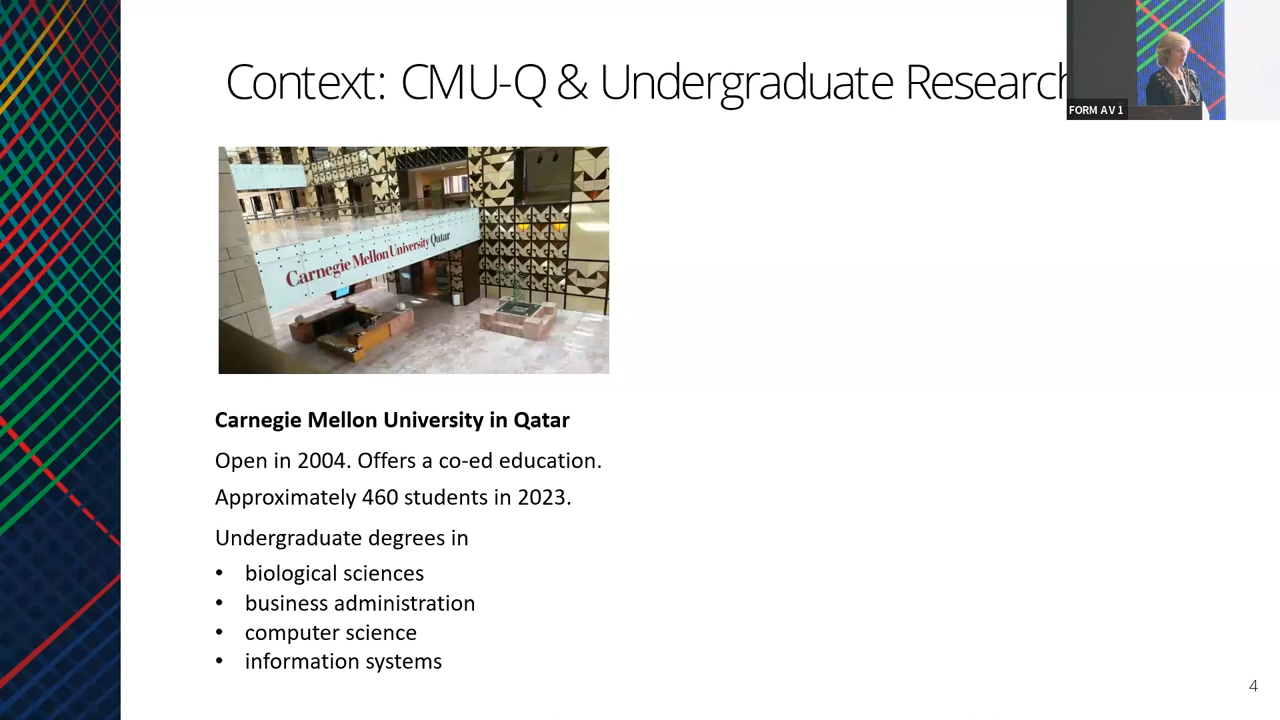 Context: CMU-Q & Undergraduate Research
FORM AV 1
Carnegie Mellon University Qatar
Carnegie Mellon University in Qatar
Open in 2004. Offers a co-ed education.
Approximately 460 students in 2023.
Undergraduate degrees in
• biological sciences
• business administration
• computer science
• information systems
4